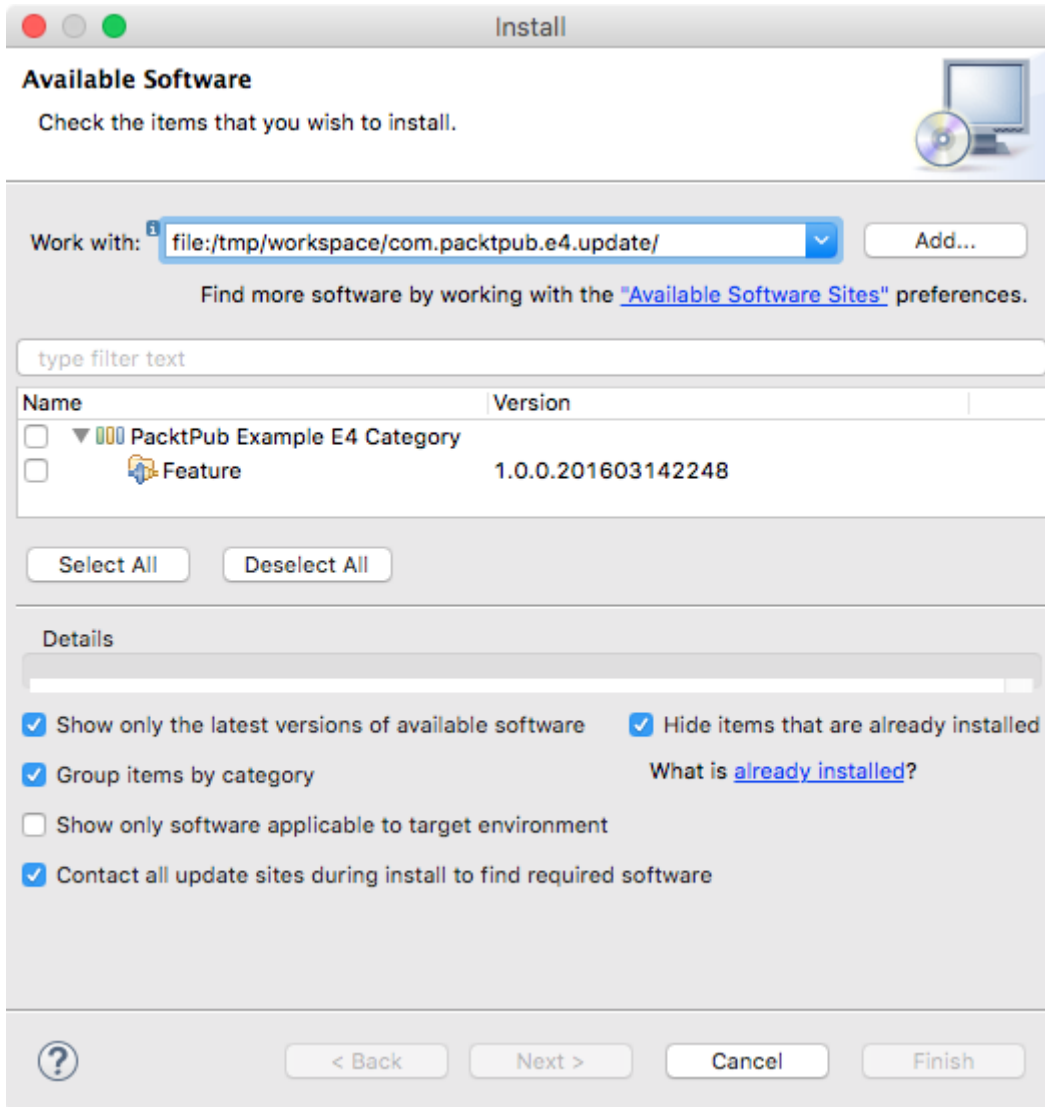 Install
Available Software
Check the items that you wish to install.
Work with: file:/tmp/workspace/com.packtpub.e4.update/ Add...
Find more software by working with the "Available Software Sites" preferences.
type filter text
Name Version
PacktPub Example E4 Category
Feature 1.0.0.201603142248
Select All Deselect All
Details
Show only the latest versions of available software Hide items that are already installed
Group items by category What is already installed?
Show only software applicable to target environment
Contact all update sites during install to find required software
? < Back Next > Cancel Finish